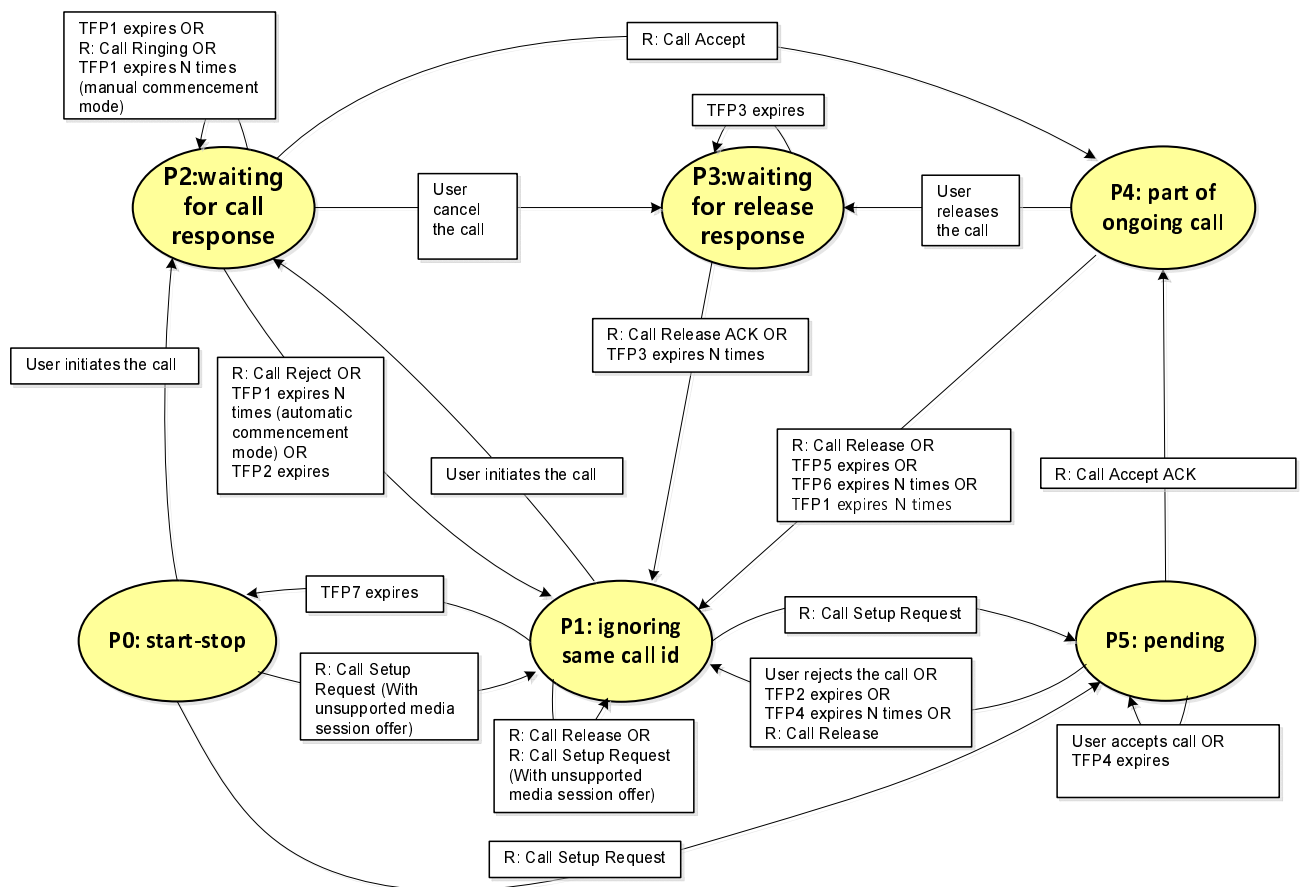 TFP1 expires OR
R: Call Ringing OR
TFP1 expires N times
(manual commencement
mode)
R: Call Accept
TFP3 expires
P2:waiting
for call
response
User
cancel
the call
P3:waiting
for release
response
User
releases
the call
P4: part of
ongoing call
User initiates the call
R: Call Reject OR
TFP1 expires N
times (automatic
commencement
mode) OR
TFP2 expires
R: Call Release ACK OR
TFP3 expires N times
User initiates the call
R: Call Release OR
TFP5 expires OR
TFP6 expires N times OR
TFP1 expires N times
R: Call Accept ACK
P0: start-stop
TFP7 expires
P1: ignoring
same call id
R: Call Setup Request
P5: pending
R: Call Setup
Request (With
unsupported media
session offer)
User rejects the call OR
TFP2 expires OR
TFP4 expires N times OR
R: Call Release
R: Call Release OR
R: Call Setup Request
(With unsupported
media session offer)
User accepts call OR
TFP4 expires
R: Call Setup Request